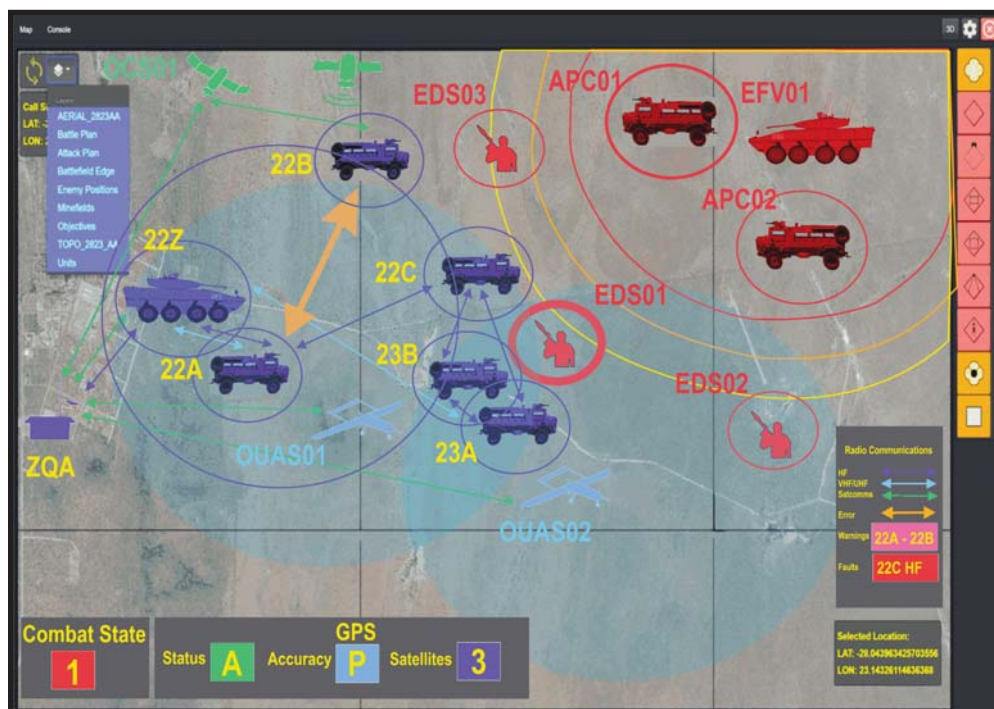 Map Console
3D
OCS01
Call S
LAT: -
LON: 2
Layers
AERIAL_2823AA
Battle Plan
Attack Plan
Battlefield Edge
Enemy Positions
Minefields
Objectives
TOPO_2823_AA
Units
22B
EDS03
APC01
EFV01
22Z
22C
APC02
EDS01
22A
23B
EDS02
23A
ZQA
OUAS01
OUAS02
Radio Communications
HF
VHF/UHF
Satcomms
Error
Warnings 22A - 22B
Faults 22C HF
Combat State
1
GPS
Status A Accuracy P Satellites 3
Selected Location:
LAT: -28.043963425703556
LON: 23.14326114636368